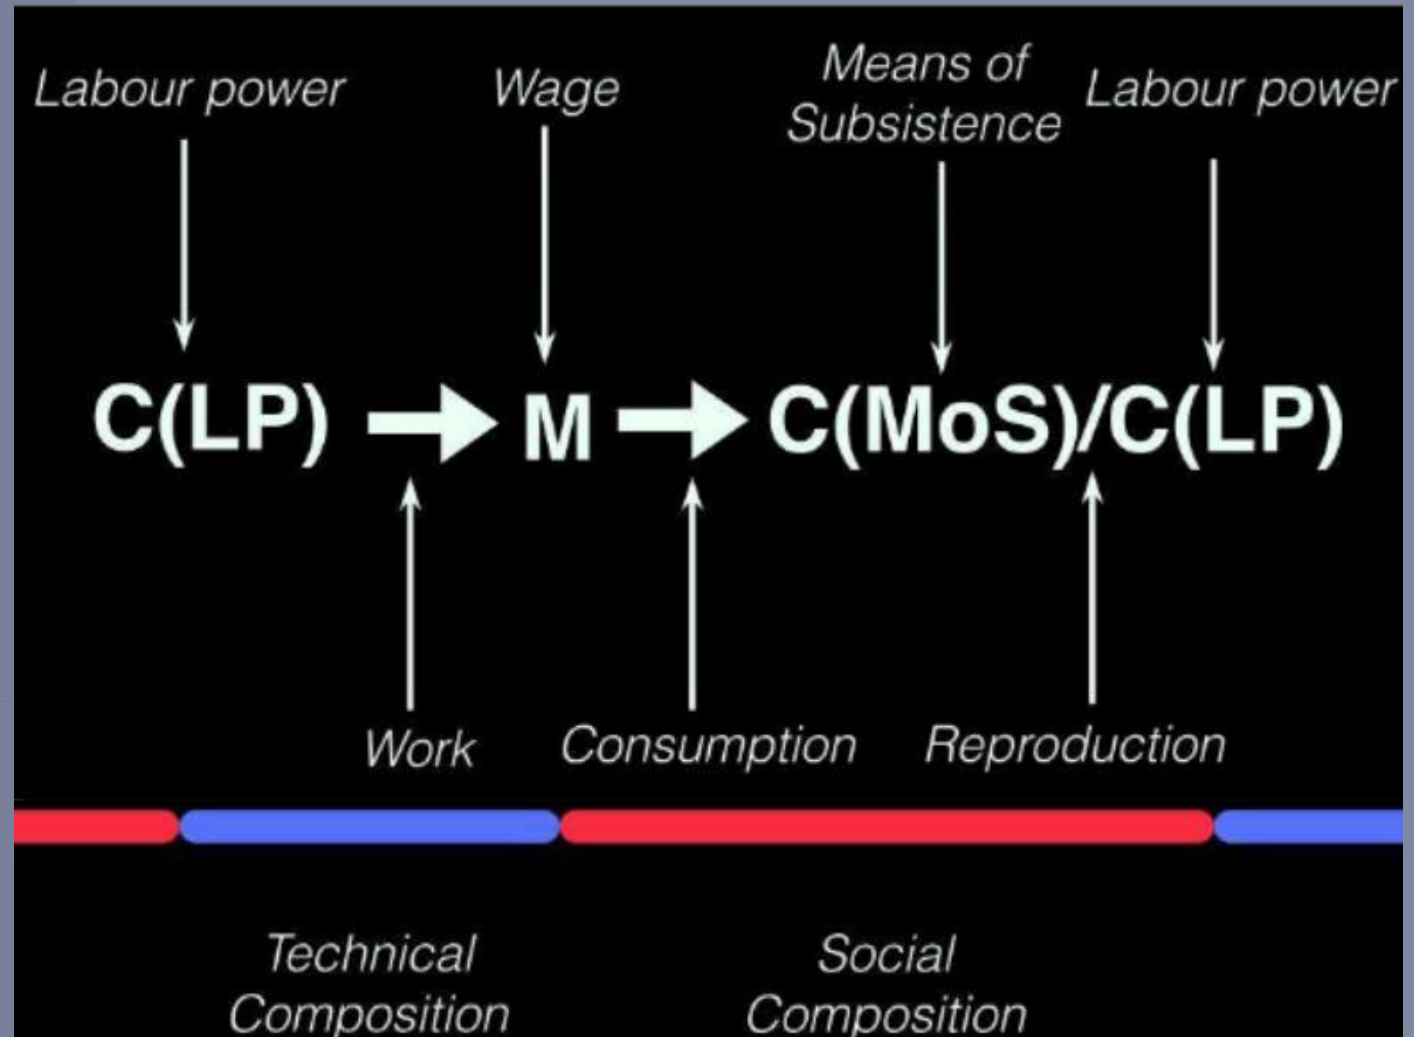 Labour power
Wage
Means of
Subsistence
Labour power
C(LP)
M
C(MoS)/C(LP)
Work
Consumption
Reproduction
Technical
Composition
Social
Composition